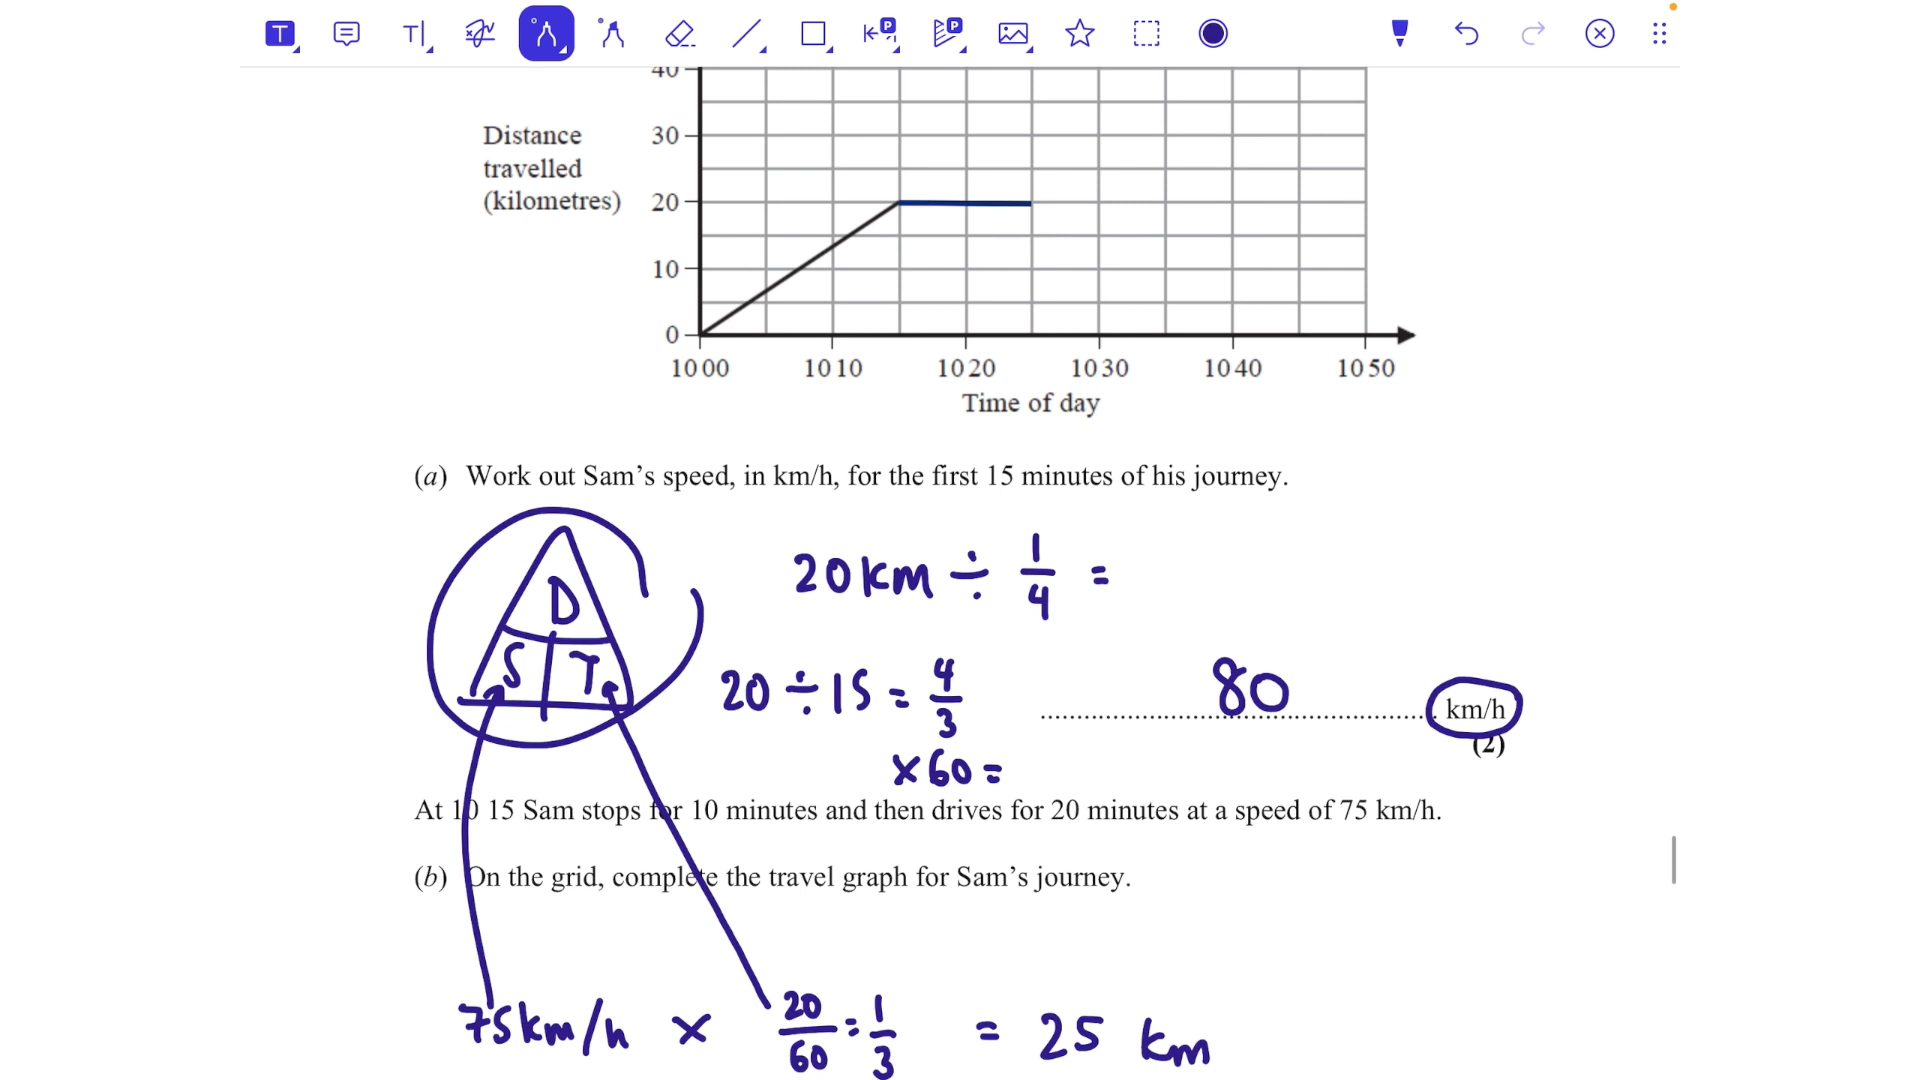 40
Distance
travelled
(kilometres)
30
20
10
0
10 00 10 10 10 20 10 30 10 40 10 50
Time of day
(a) Work out Sam’s speed, in km/h, for the first 15 minutes of his journey.
20km ÷ 1/4 =
D
S T
20 ÷ 15 = 4/3
80 km/h
(2)
×60 =
At 10 15 Sam stops for 10 minutes and then drives for 20 minutes at a speed of 75 km/h.
(b) On the grid, complete the travel graph for Sam’s journey.
75km/h × 20/60 = 1/3 = 25 km